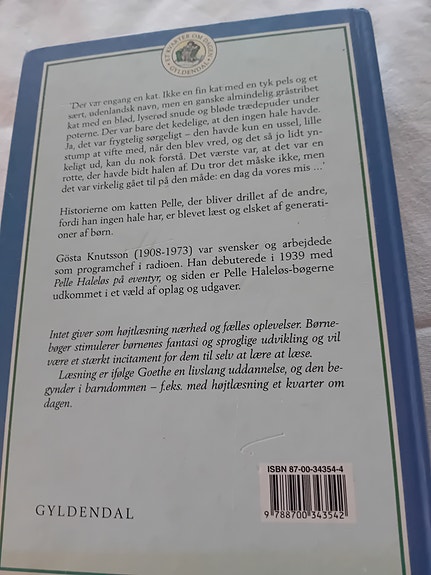 ET KVARTER OM DAGEN
GYLDENDAL
"Der var engang en kat. Ikke en fin kat med en tyk pels og et
sært, udenlandsk navn, men en ganske almindelig gråstribet
kat med en blød, lyserød snude og bløde trædepuder under
poterne. Der var bare det kedelige, at den ingen hale havde.
Ja, det var frygtelig sørgeligt – den havde kun en ussel, lille
stump at vifte med, når den blev vred, og det så jo lidt yn-
keligt ud, kan du nok forstå. Det værste var, at det var en
rotte, der havde bidt halen af. Du tror det måske ikke, men
det var virkelig gået til på den måde: en dag da vores mis ...,
Historierne om katten Pelle, der bliver drillet af de andre,
fordi han ingen hale har, er blevet læst og elsket af generati-
oner af børn.
Gösta Knutsson (1908-1973) var svensker og arbejdede
som programchef i radioen. Han debuterede i 1939 med
Pelle Haleløs på eventyr, og siden er Pelle Haleløs-bøgerne
udkommet i et væld af oplag og udgaver.
Intet giver som højtlæsning nærhed og fælles oplevelser. Børne-
bøger stimulerer børnenes fantasi og sproglige udvikling og vil
være et stærkt incitament for dem til selv at lære at læse.
Læsning er ifølge Goethe en livslang uddannelse, og den be-
gynder i barndommen – f.eks. med højtlæsning et kvarter om
dagen.
ISBN 87-00-34354-4
GYLDENDAL
9 788700 343542